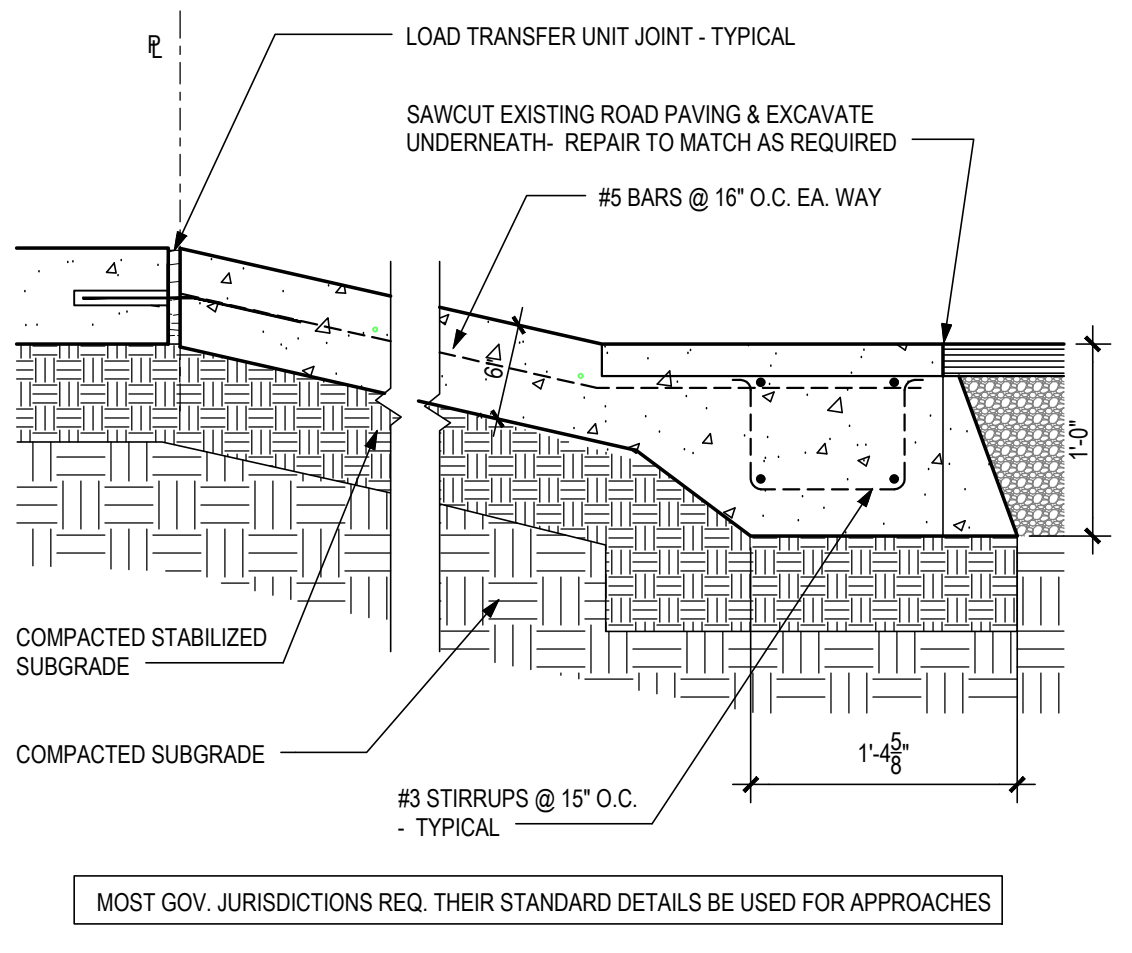 PL
LOAD TRANSFER UNIT JOINT - TYPICAL
SAWCUT EXISTING ROAD PAVING & EXCAVATE
UNDERNEATH- REPAIR TO MATCH AS REQUIRED
#5 BARS @ 16" O.C. EA. WAY
6"
1'-0"
COMPACTED STABILIZED
SUBGRADE
COMPACTED SUBGRADE
1'-4 5/8"
#3 STIRRUPS @ 15" O.C.
- TYPICAL
MOST GOV. JURISDICTIONS REQ. THEIR STANDARD DETAILS BE USED FOR APPROACHES